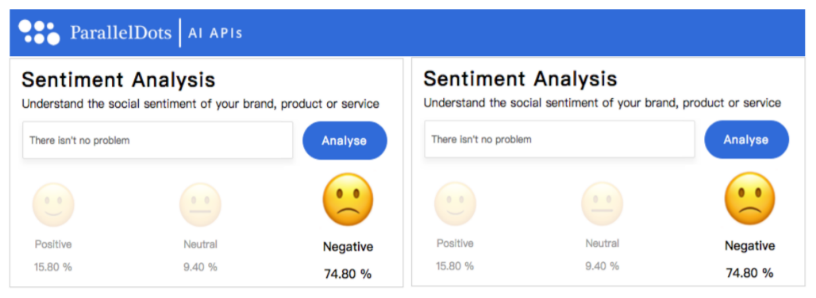 ParallelDots | AI APIs
Sentiment Analysis
Understand the social sentiment of your brand, product or service
There isn't no problem
Analyse
Positive Neutral Negative
15.80 % 9.40 % 74.80 %
Sentiment Analysis
Understand the social sentiment of your brand, product or service
There isn't no problem
Analyse
Positive Neutral Negative
15.80 % 9.40 % 74.80 %